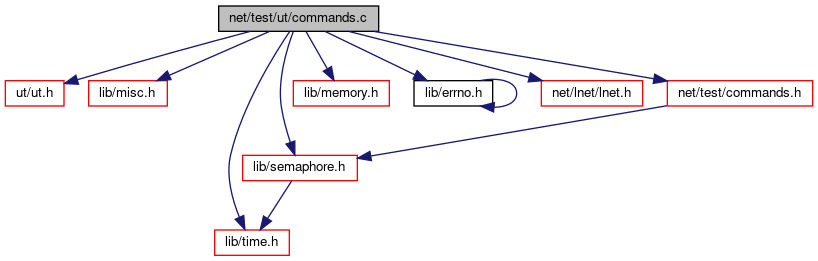 net/test/ut/commands.c
ut/ut.h
lib/misc.h
lib/memory.h
lib/errno.h
net/lnet/lnet.h
net/test/commands.h
lib/semaphore.h
lib/time.h